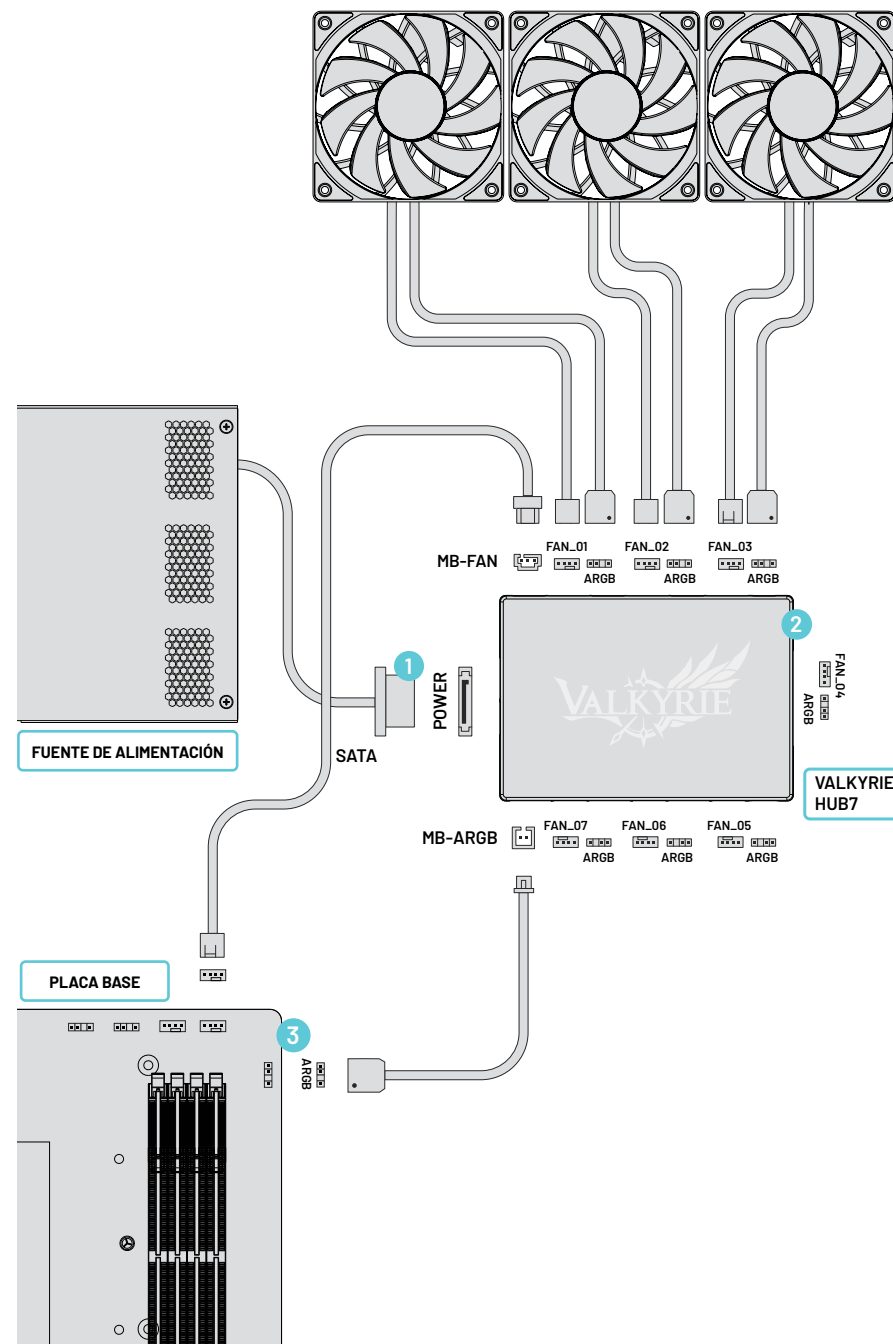 MB-FAN
FAN_01
FAN_02
FAN_03
ARGB
ARGB
ARGB
1
2
POWER
VALKYRIE
FAN_04
ARGB
FUENTE DE ALIMENTACIÓN
SATA
VALKYRIE
HUB7
MB-ARGB
FAN_07
FAN_06
FAN_05
ARGB
ARGB
ARGB
PLACA BASE
3
ARGB